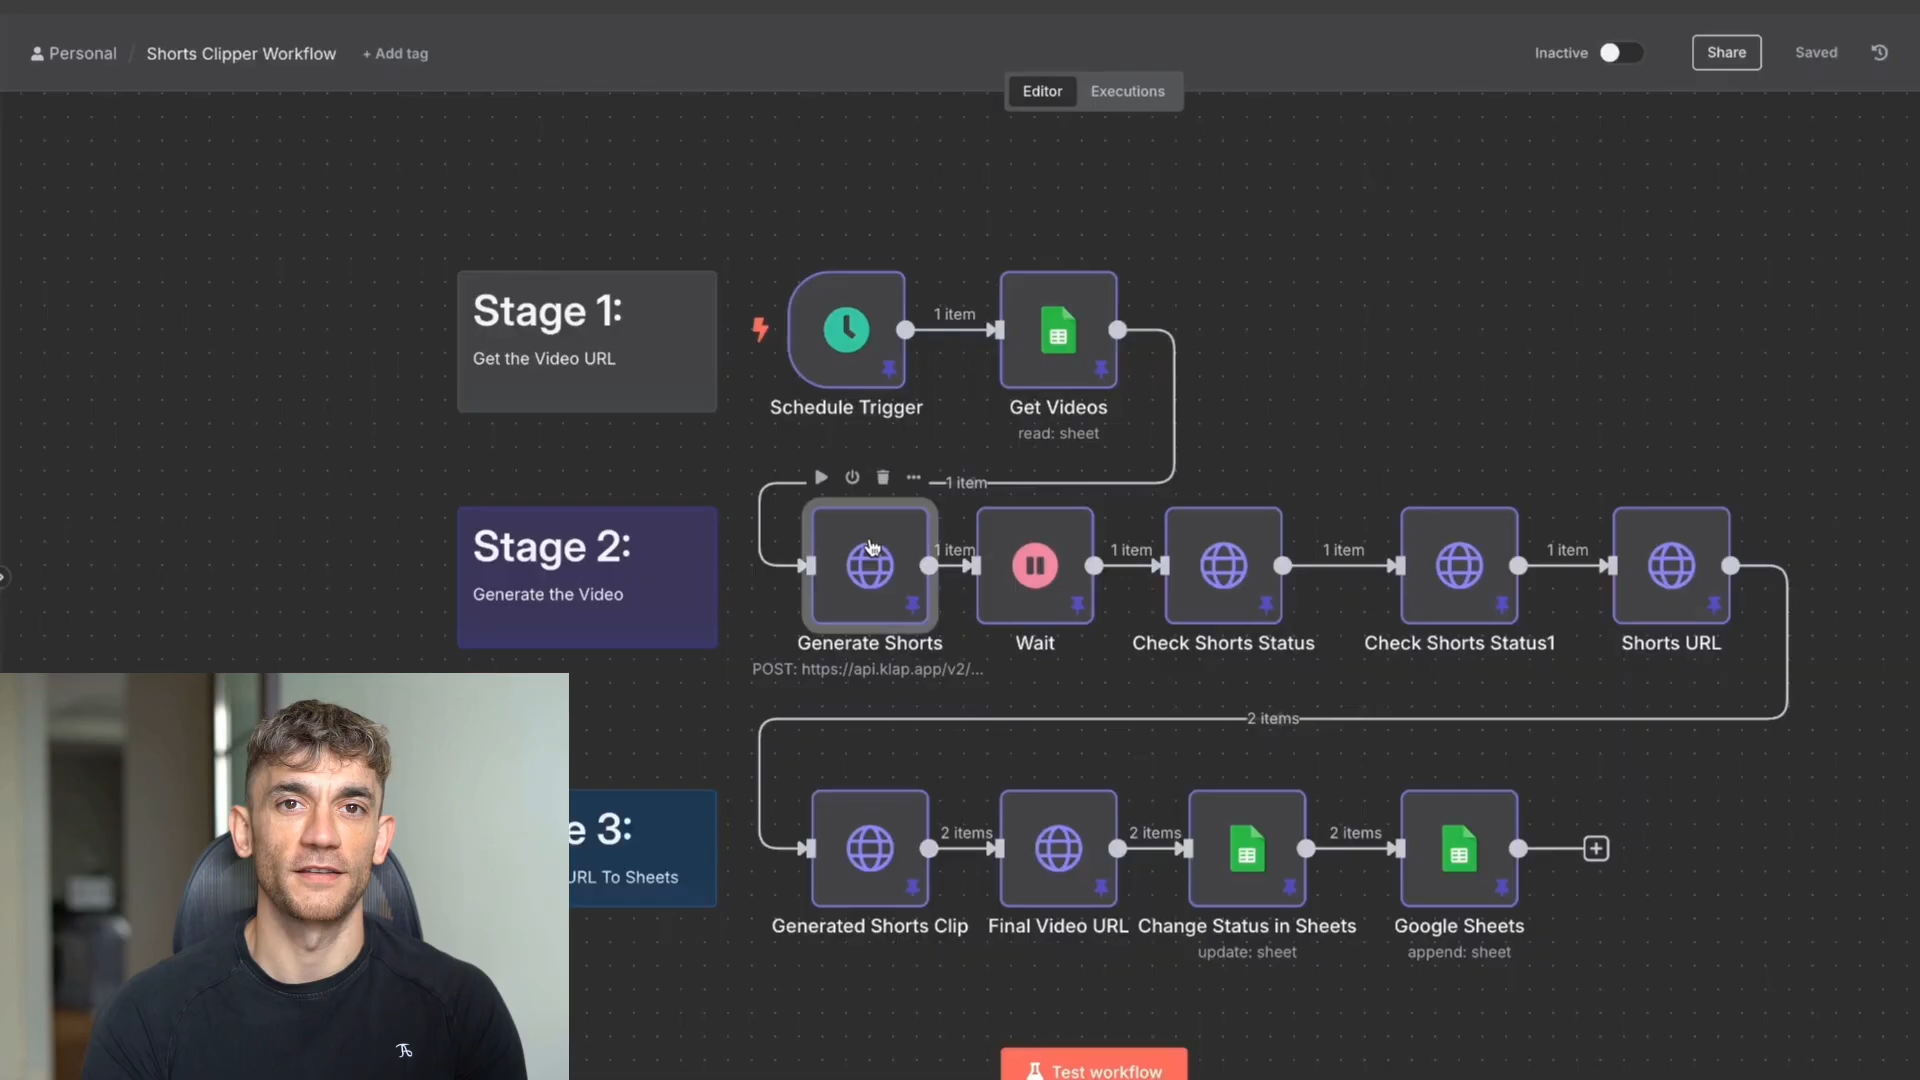 Personal / Shorts Clipper Workflow + Add tag
Inactive Share Saved
Editor Executions
Stage 1:
Get the Video URL
1 item
Schedule Trigger
Get Videos
read: sheet
1 item
Stage 2:
Generate the Video
1 item
1 item
1 item
1 item
Generate Shorts
POST: https://api.klap.app/v2/...
Wait
Check Shorts Status
Check Shorts Status1
Shorts URL
2 items
e 3:
URL To Sheets
2 items
2 items
2 items
Generated Shorts Clip
Final Video URL
Change Status in Sheets
update: sheet
Google Sheets
append: sheet
Test workflow